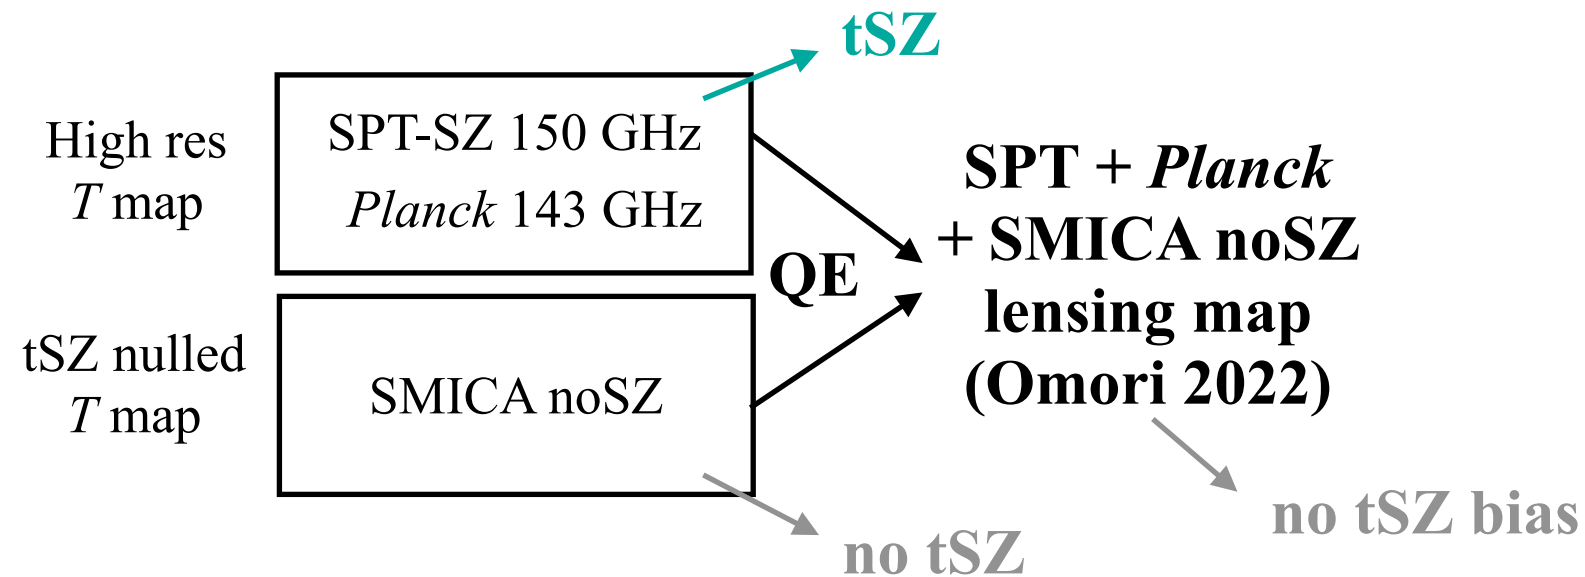 tSZ
High res
T map
SPT-SZ 150 GHz
Planck 143 GHz
QE
SPT + Planck
+ SMICA noSZ
lensing map
(Omori 2022)
tSZ nulled
T map
SMICA noSZ
no tSZ
no tSZ bias